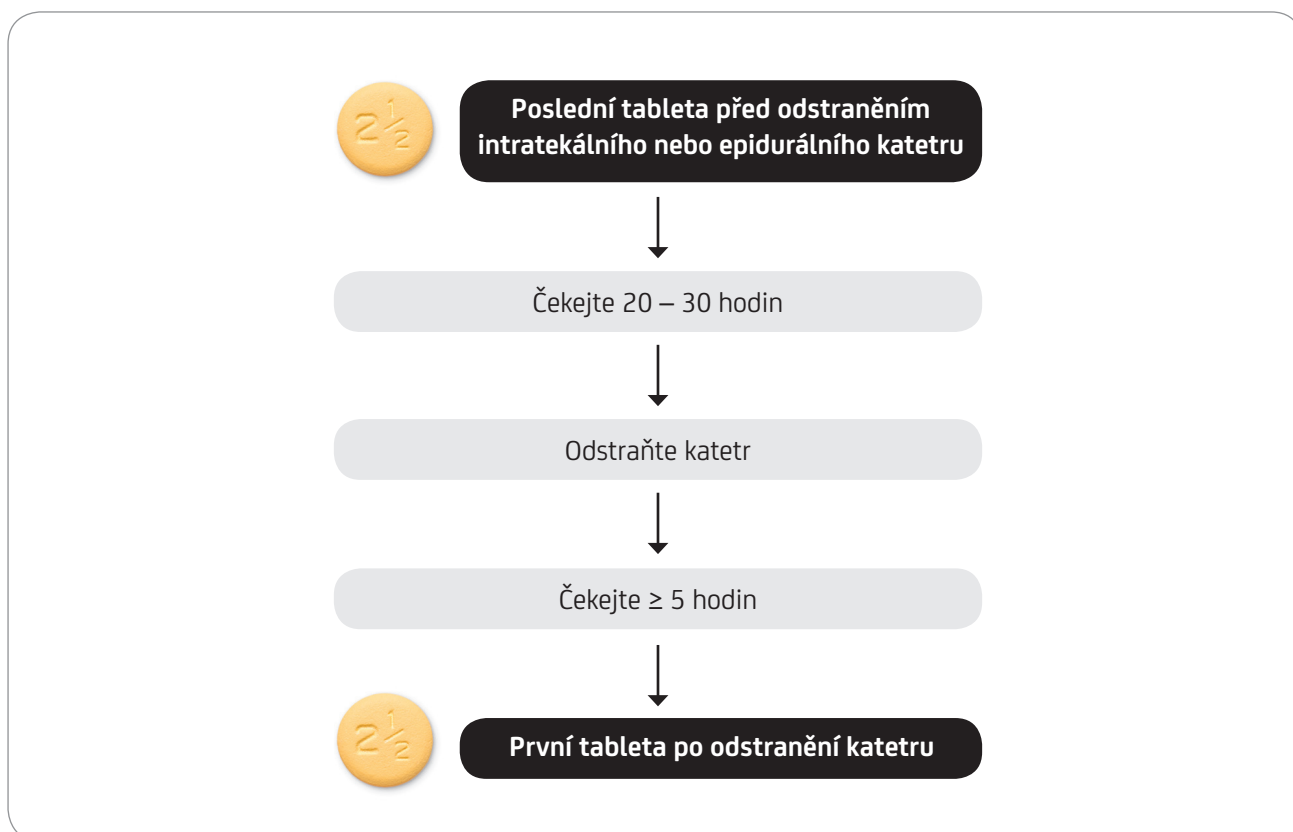 2½
Poslední tableta před odstraněním
intratekálního nebo epidurálního katetru
Čekejte 20 – 30 hodin
Odstraňte katetr
Čekejte ≥ 5 hodin
2½
První tableta po odstranění katetru